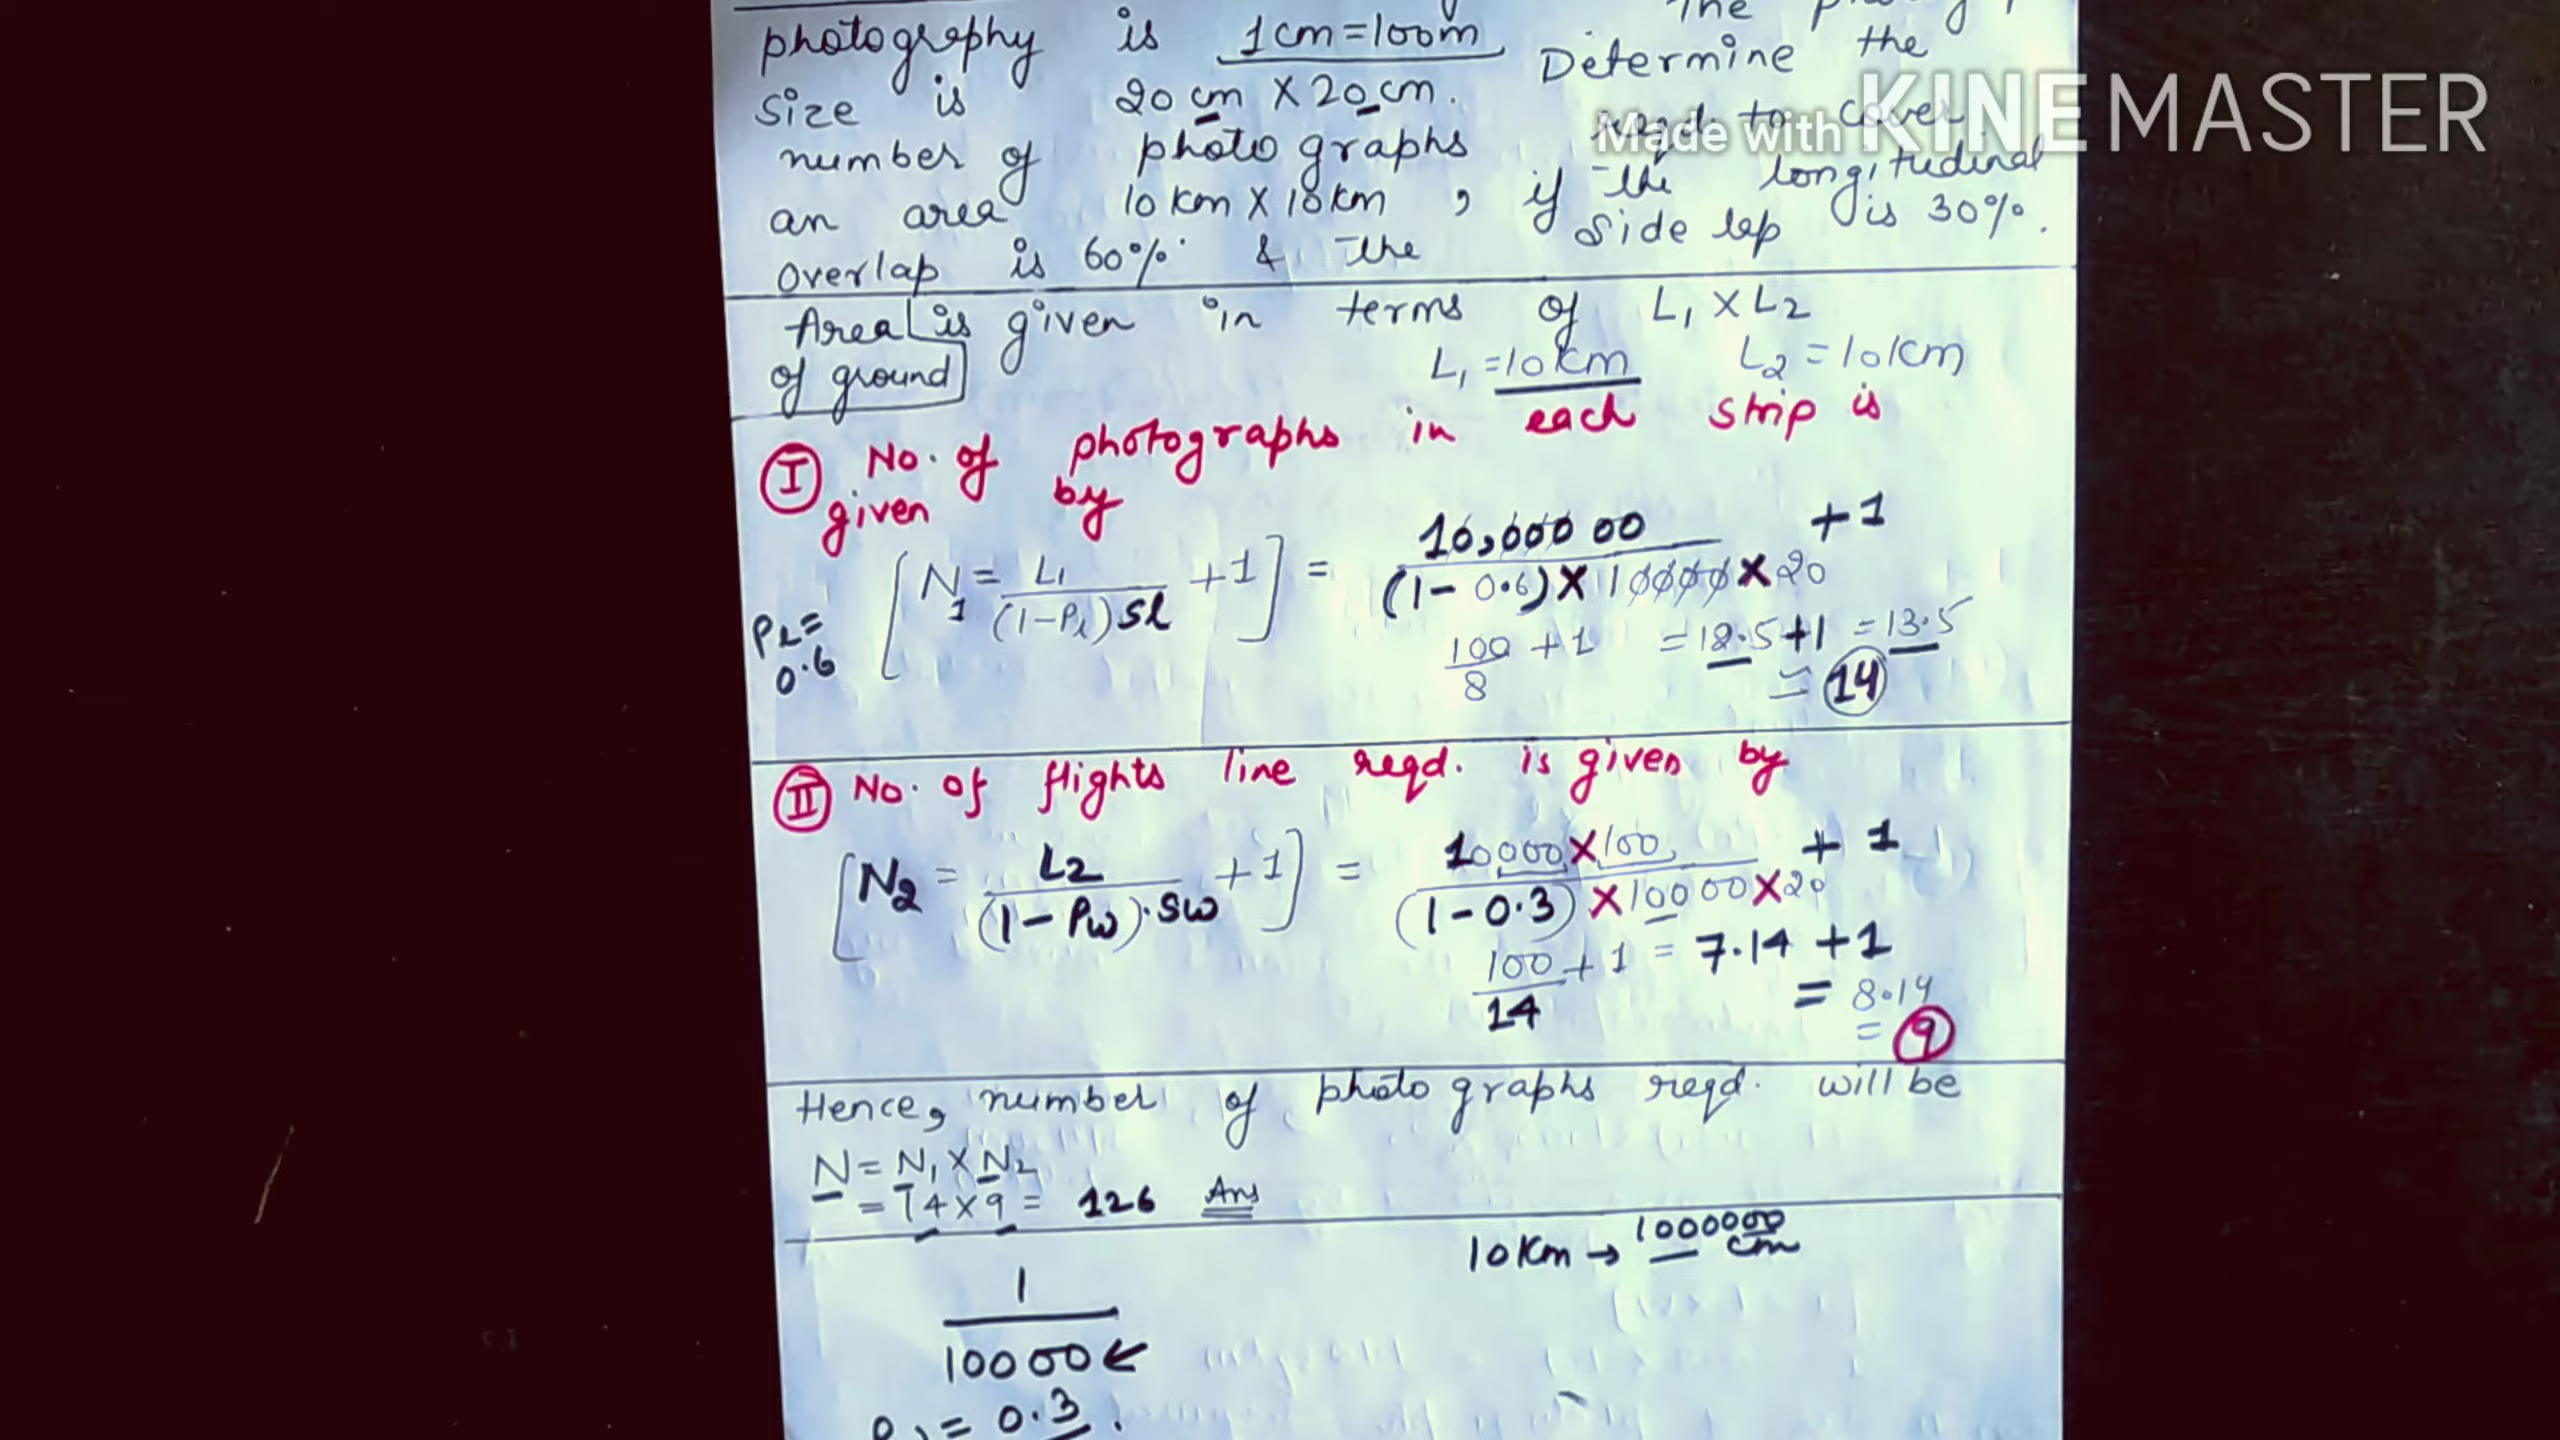 The
photography is 1cm=100m Determine the
size is 20 cm X 20 cm. reqd. to cover
number of photographs if the longitudinal
an area 10 km X 10 km , side lap is 30%.
overlap is 60% & the
Made with KINEMASTER
Area is given in terms of L1 X L2
of ground L1 = 10 km L2 = 10 km
I No. of photographs in each strip is
given by
PL = 0.6
[N1 = L1 / (1-Pl) Sl +1] = 10,000 00 / (1- 0.6) X 10000 X 20 +1
100 / 8 +1 = 12.5+1 = 13.5
≈ 14
II No. of flights line reqd. is given by
[N2 = L2 / (1- Pw).Sw +1] = 10000 X 100 / (1-0.3) X 10000 X 20 + 1
100 / 14 + 1 = 7.14 +1
= 8.14
= 9
Hence, number of photographs reqd. will be
N = N1 X N2
= 14 X 9 = 126 Ans
10 Km → 1000000 cm
1 / 10000 ←
= 0.3